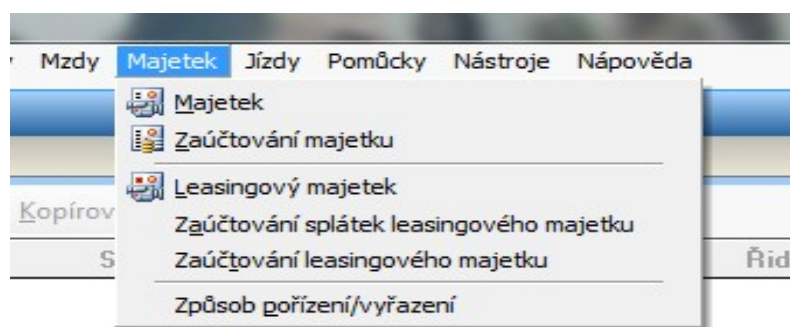 Mzdy Majetek Jízdy Pomůcky Nástroje Nápověda
Majetek
Zaúčtování majetku
Leasingový majetek
Kopírov
Zaúčtování splátek leasingového majetku
S Zaúčtování leasingového majetku Řid
Způsob pořízení/vyřazení